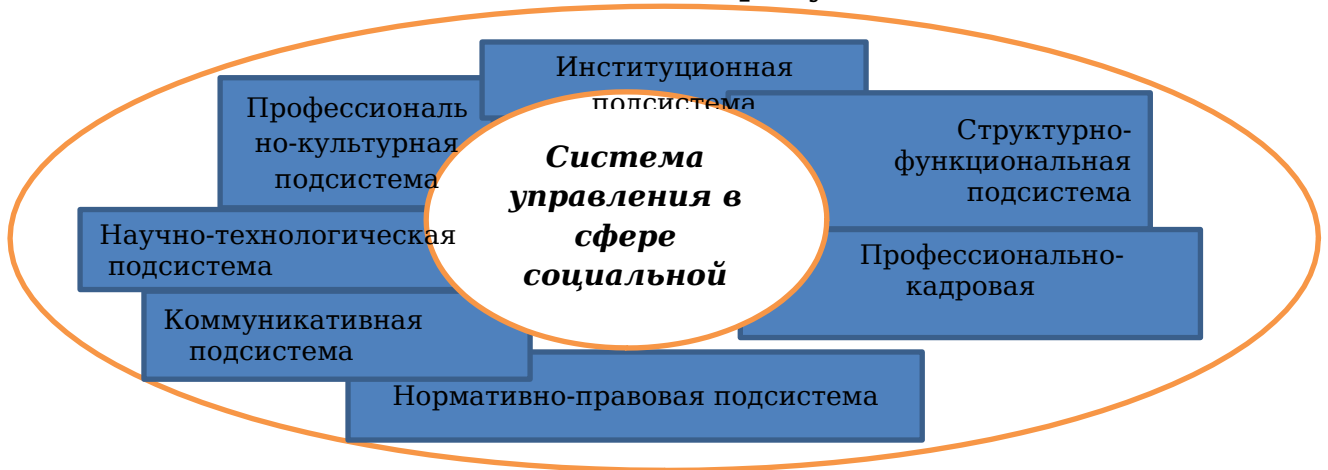 Институционная
подсистема
Профессиональ
но-культурная
подсистема
Структурно-
функциональная
подсистема
Система
управления в
сфере
социальной
Научно-технологическая
подсистема
Профессионально-
кадровая
Коммуникативная
подсистема
Нормативно-правовая подсистема